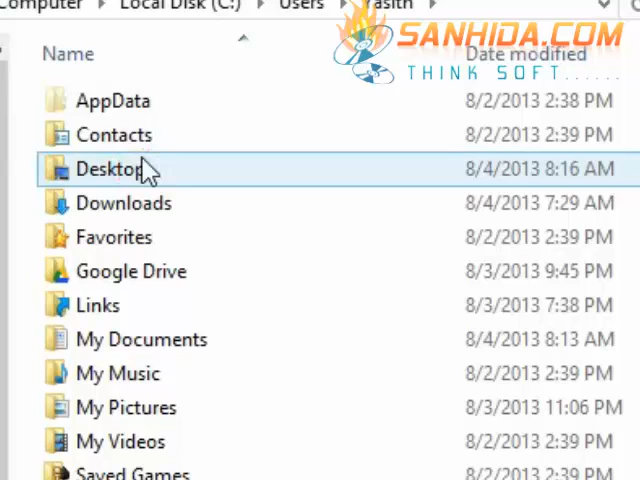 Computer Local Disk (C:) Users Yasith
SANHIDA.COM
THINK SOFT......
Name Date modified
AppData 8/2/2013 2:38 PM
Contacts 8/2/2013 2:39 PM
Desktop 8/4/2013 8:16 AM
Downloads 8/4/2013 7:29 AM
Favorites 8/2/2013 2:39 PM
Google Drive 8/3/2013 9:45 PM
Links 8/3/2013 7:38 PM
My Documents 8/4/2013 8:13 AM
My Music 8/2/2013 2:39 PM
My Pictures 8/3/2013 11:06 PM
My Videos 8/2/2013 2:39 PM
Saved Games 8/2/2013 2:39 PM